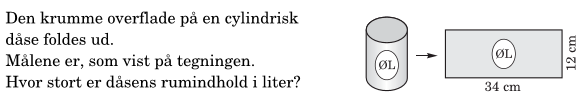 Den krumme overflade på en cylindrisk
dåse foldes ud.
Målene er, som vist på tegningen.
Hvor stort er dåsens rumindhold i liter?
ØL
ØL
12 cm
34 cm